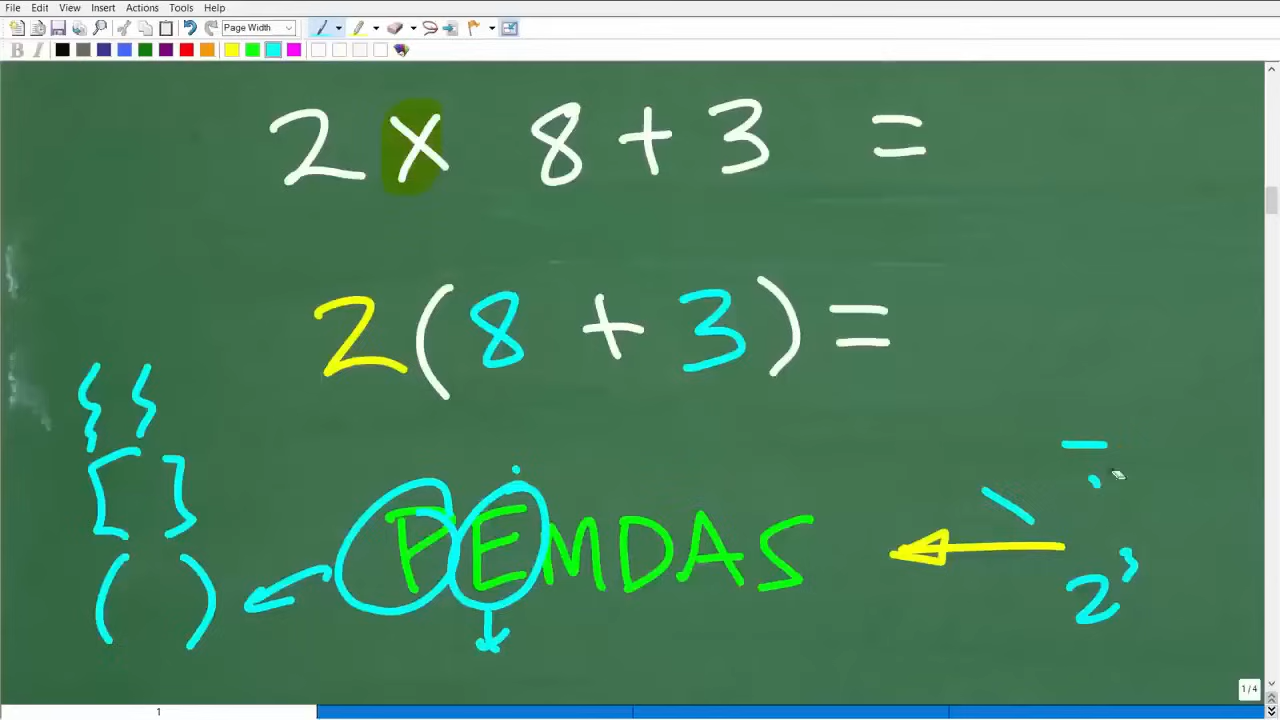 File Edit View Insert Actions Tools Help
Page Width
B I
2 x 8 + 3 =
2(8 + 3) =
{ }
[ ]
( )
PEMDAS
2³
1/4
1